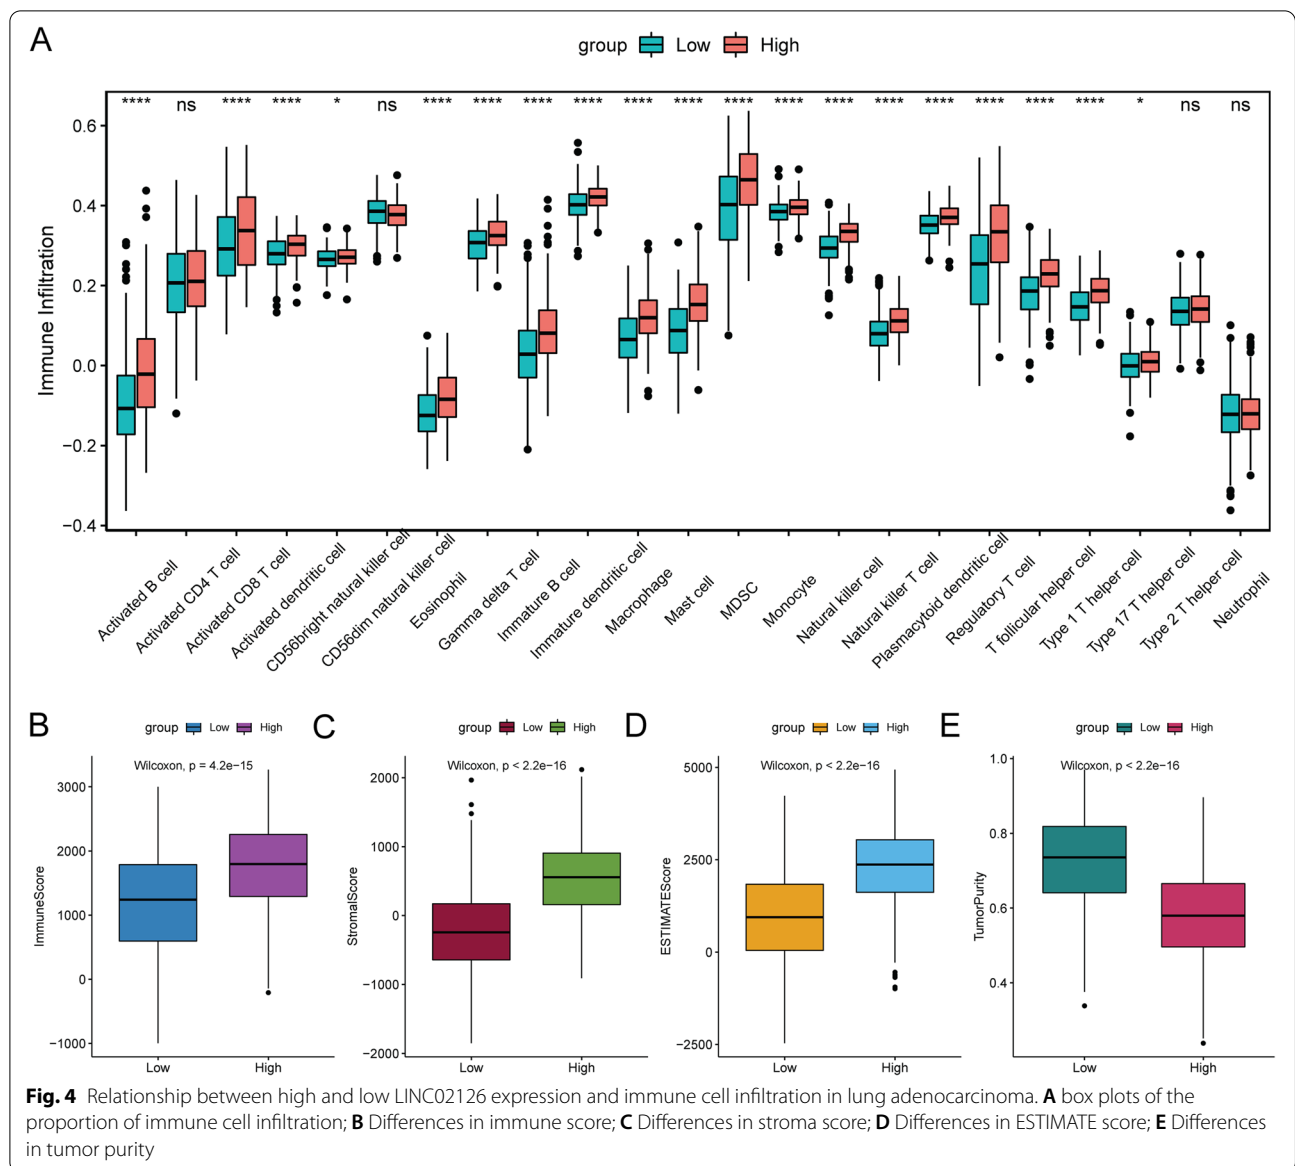 A
group Low High
**** ns **** **** * ns **** **** **** **** **** **** **** **** **** **** **** **** **** **** * ns ns
Immune Infiltration
0.6
0.4
0.2
0.0
−0.2
−0.4
Activated B cell
Activated CD4 T cell
Activated CD8 T cell
Activated dendritic cell
CD56bright natural killer cell
CD56dim natural killer cell
Eosinophil
Gamma delta T cell
Immature B cell
Immature dendritic cell
Macrophage
Mast cell
MDSC
Monocyte
Natural killer cell
Natural killer T cell
Plasmacytoid dendritic cell
Regulatory T cell
T follicular helper cell
Type 1 T helper cell
Type 17 T helper cell
Type 2 T helper cell
Neutrophil
B
group Low High
Wilcoxon, p = 4.2e−15
ImmuneScore
3000
2000
1000
0
−1000
Low High
C
group Low High
Wilcoxon, p < 2.2e−16
StromalScore
2000
1000
0
−1000
−2000
Low High
D
group Low High
Wilcoxon, p < 2.2e−16
ESTIMATEScore
5000
2500
0
−2500
Low High
E
group Low High
Wilcoxon, p < 2.2e−16
TumorPurity
1.0
0.8
0.6
0.4
Low High
Fig. 4 Relationship between high and low LINC02126 expression and immune cell infiltration in lung adenocarcinoma. A box plots of the
proportion of immune cell infiltration; B Differences in immune score; C Differences in stroma score; D Differences in ESTIMATE score; E Differences
in tumor purity